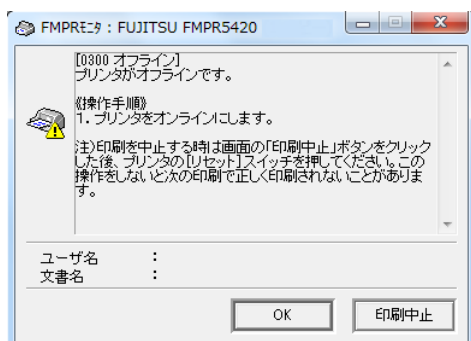 FMPRモニタ : FUJITSU FMPR5420
[0300 オフライン]
プリンタがオフラインです。
《操作手順》
1. プリンタをオンラインにします。
注)印刷を中止する時は画面の「印刷中止」ボタンをクリック
した後、プリンタの[リセット]スイッチを押してください。この
操作をしないと次の印刷で正しく印刷されないことがありま
す。
ユーザ名 :
文書名 :
OK 印刷中止